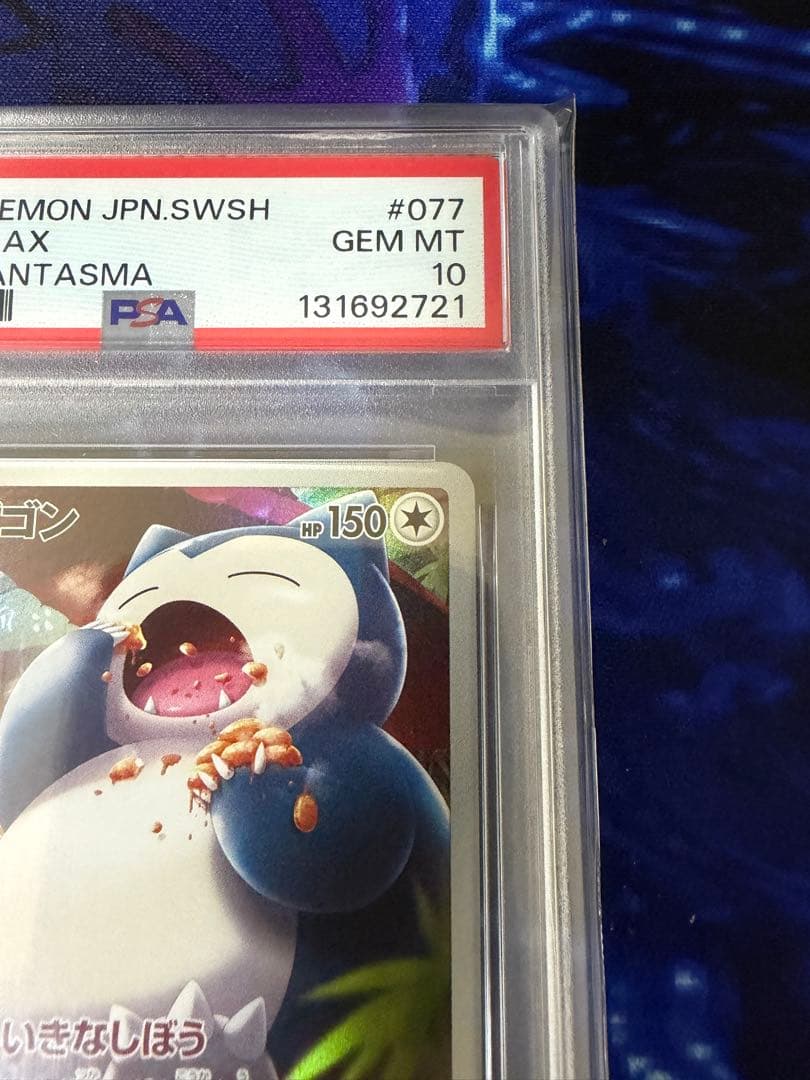 EMON JPN.SWSH #077
AX GEM MT
ANTASMA 10
PSA 131692721
ゴン HP 150
いきなしぼう